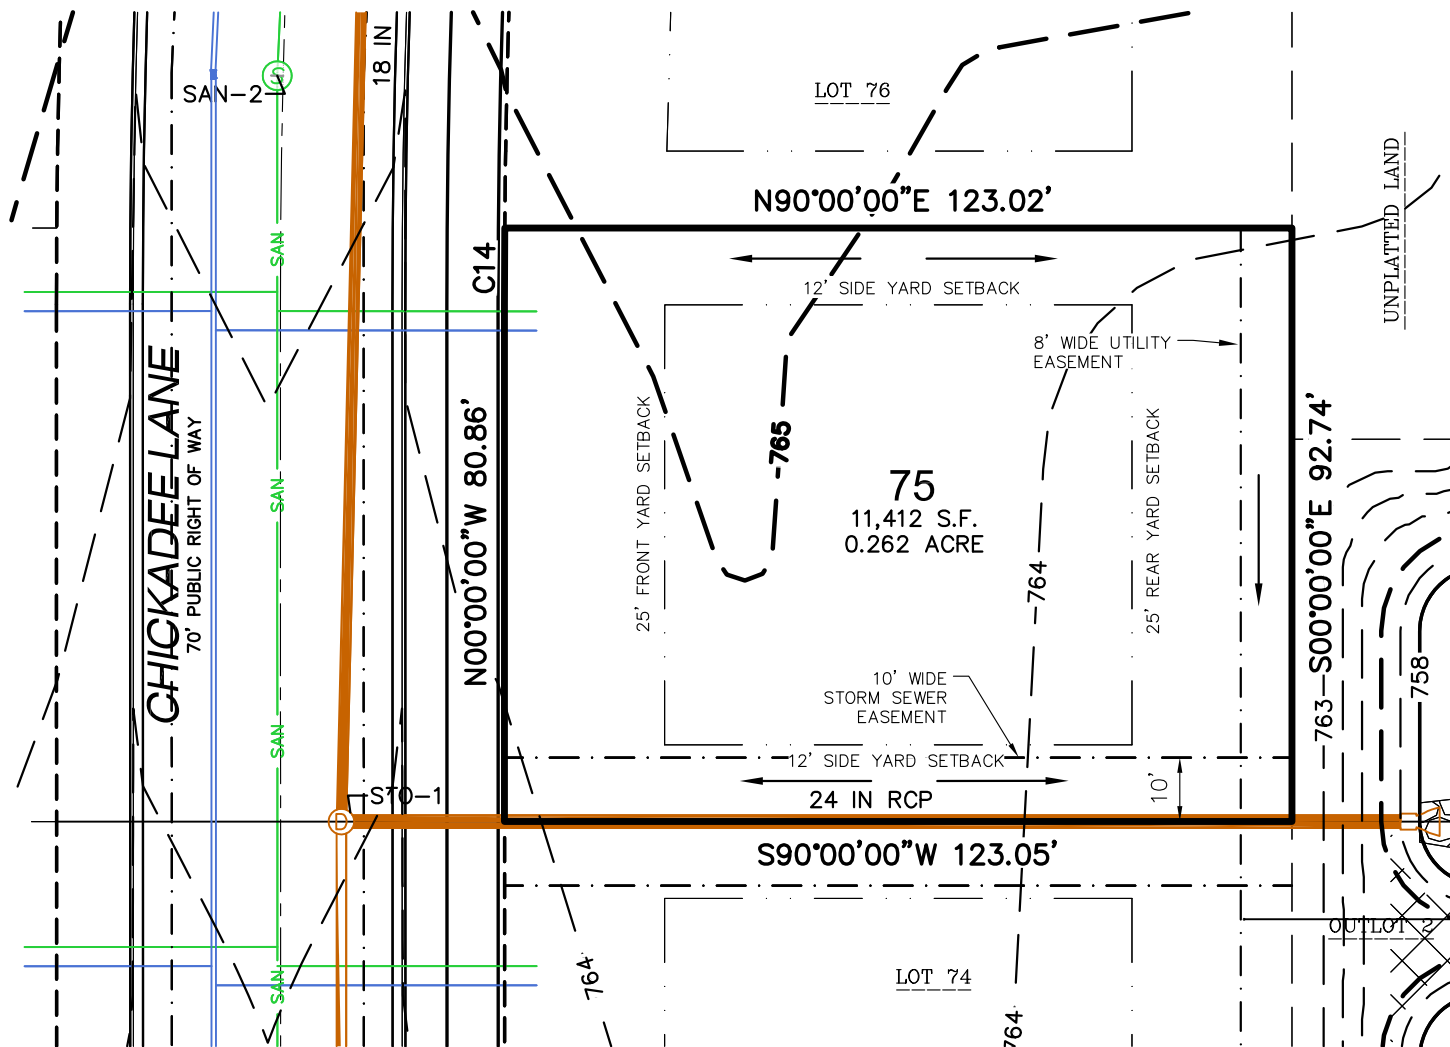 18 IN
SAN-2
LOT 76
UNPLATTED LAND
N90°00'00"E 123.02'
SAN
C14
12' SIDE YARD SETBACK
8' WIDE UTILITY
EASEMENT
CHICKADEE LANE
70' PUBLIC RIGHT OF WAY
SAN
N00°00'00"W 80.86'
25' FRONT YARD SETBACK
765
75
11,412 S.F.
0.262 ACRE
764
25' REAR YARD SETBACK
S00°00'00"E 92.74'
763
758
10' WIDE
STORM SEWER
EASEMENT
SAN
12' SIDE YARD SETBACK
10'
STO-1
24 IN RCP
D
S90°00'00"W 123.05'
OUTLOT 2
SAN
764
LOT 74
764